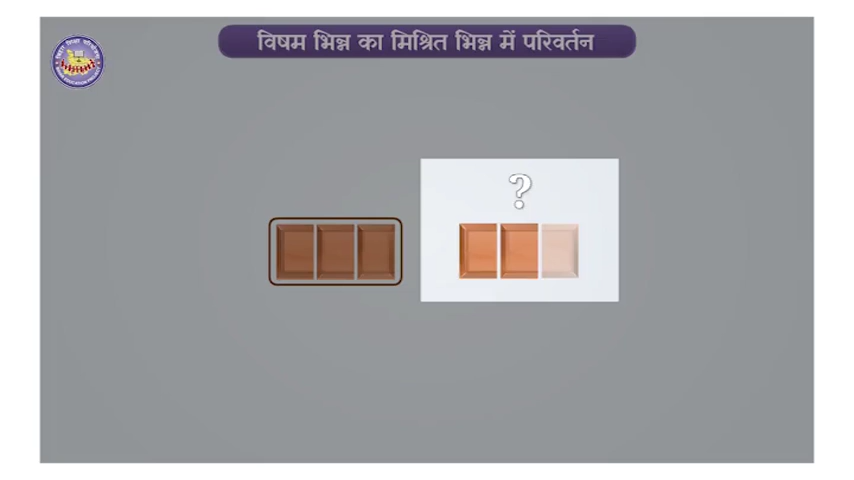 विषम भिन्न का मिश्रित भिन्न में परिवर्तन
?